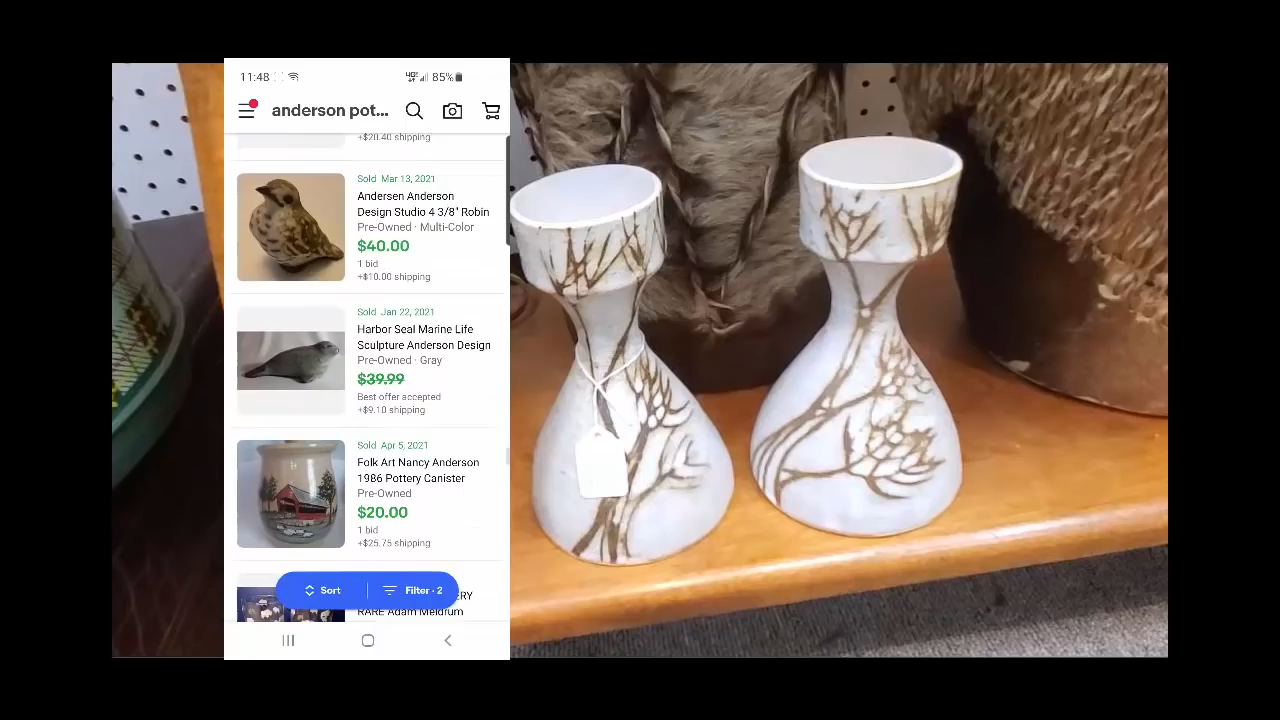 11:48
85%
anderson pot...
+$20.40 shipping
Sold Mar 13, 2021
Andersen Anderson
Design Studio 4 3/8" Robin
Pre-Owned · Multi-Color
$40.00
1 bid
+$10.00 shipping
Sold Jan 22, 2021
Harbor Seal Marine Life
Sculpture Anderson Design
Pre-Owned · Gray
$39.99
Best offer accepted
+$9.10 shipping
Sold Apr 5, 2021
Folk Art Nancy Anderson
1986 Pottery Canister
Pre-Owned
$20.00
1 bid
+$25.75 shipping
Sort
Filter · 2
RARE Adam Meldrum